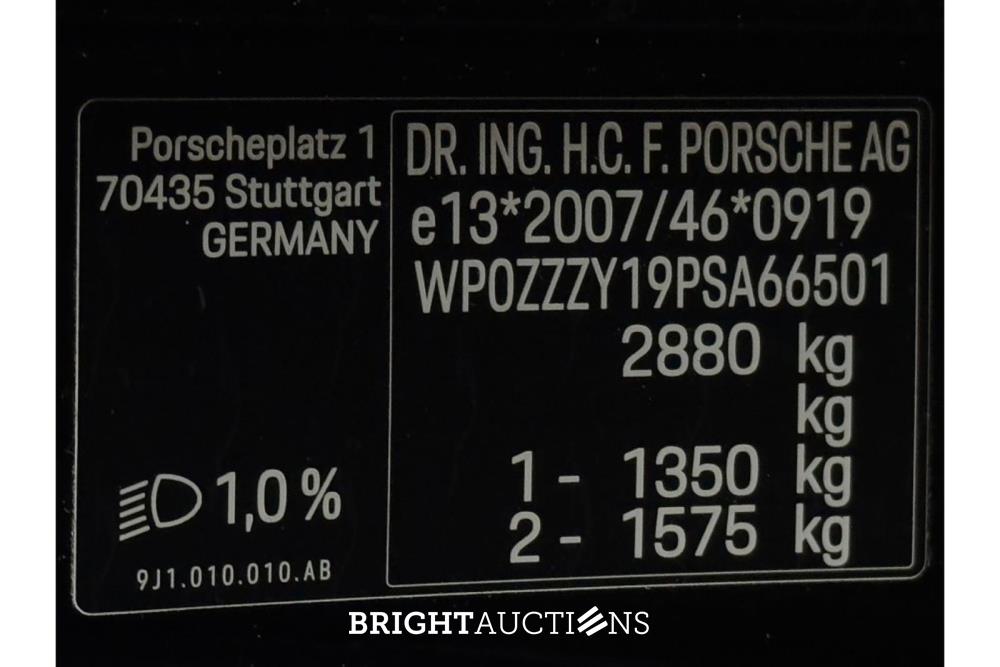 Porscheplatz 1
70435 Stuttgart
GERMANY
1,0 %
9J1.010.010.AB
DR. ING. H.C. F. PORSCHE AG
e13*2007/46*0919
WP0ZZZY19PSA66501
2880 kg
kg
1 - 1350 kg
2 - 1575 kg
BRIGHTAUCTIONS